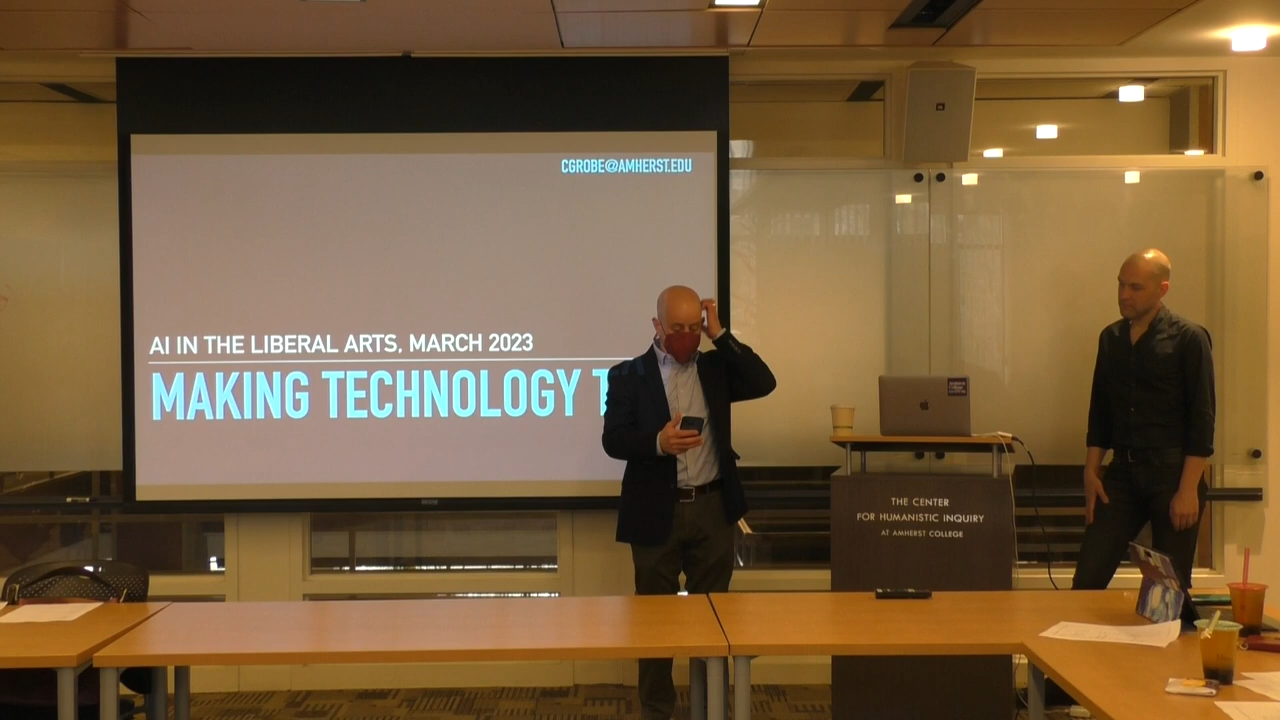 CGROBE@AMHERST.EDU
AI IN THE LIBERAL ARTS, MARCH 2023
MAKING TECHNOLOGY
THE CENTER
FOR HUMANISTIC INQUIRY
AT AMHERST COLLEGE